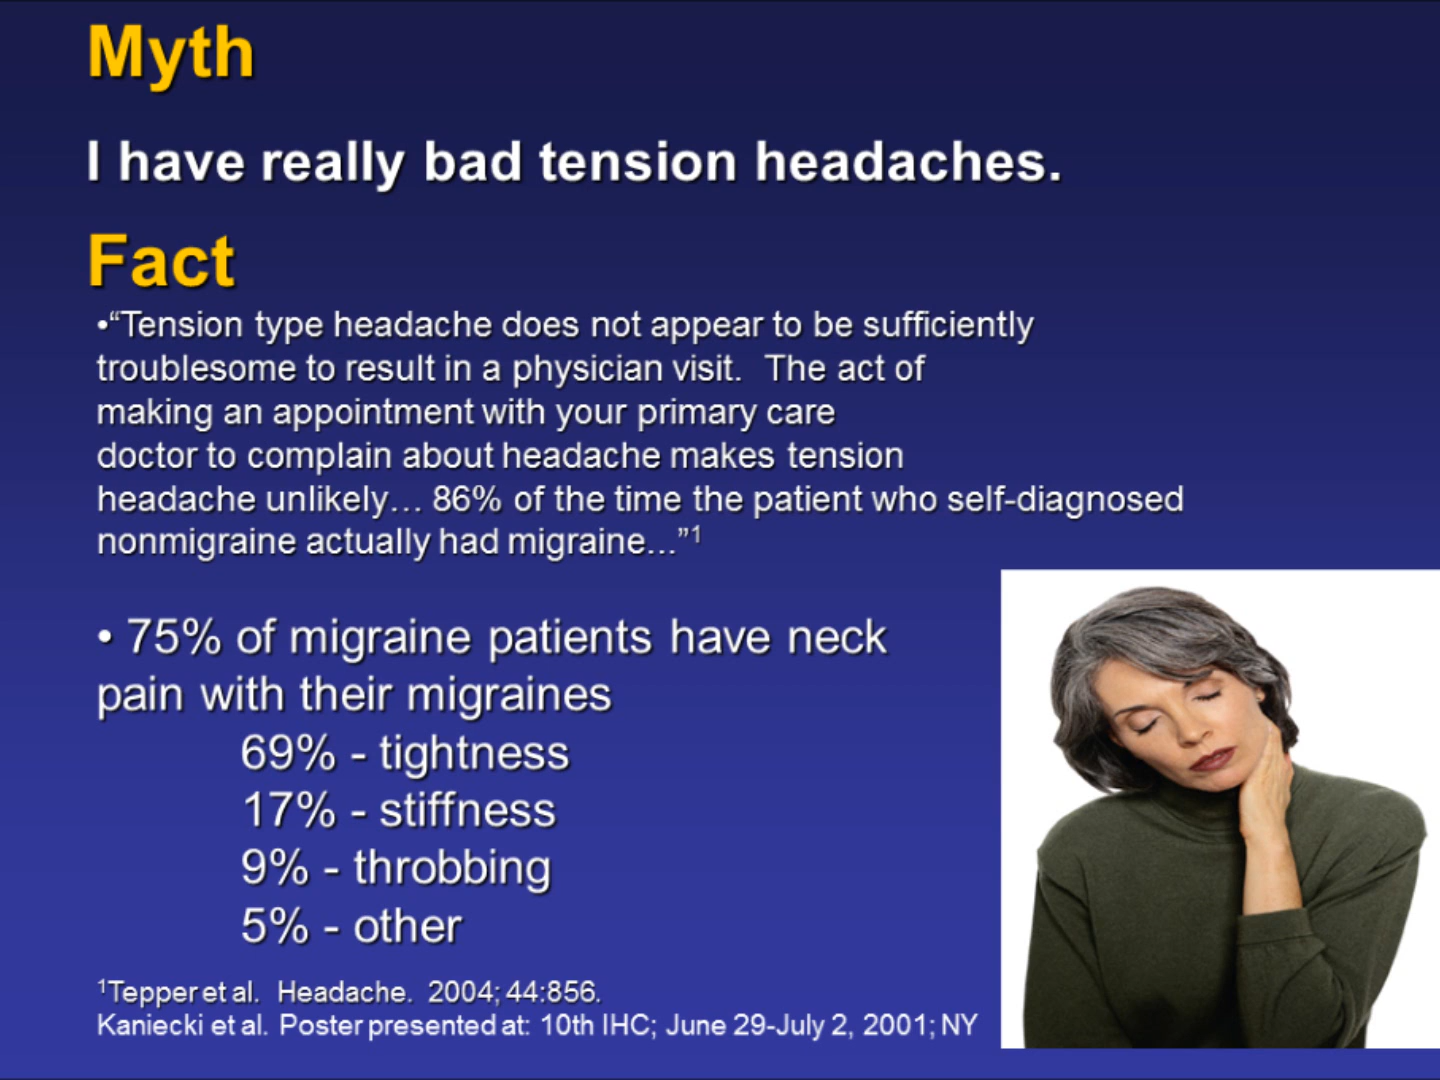 Myth
I have really bad tension headaches.
Fact
•“Tension type headache does not appear to be sufficiently
troublesome to result in a physician visit.  The act of
making an appointment with your primary care
doctor to complain about headache makes tension
headache unlikely… 86% of the time the patient who self-diagnosed
nonmigraine actually had migraine…”¹
• 75% of migraine patients have neck
pain with their migraines
69% - tightness
17% - stiffness
9% - throbbing
5% - other
¹Tepper et al.  Headache.  2004; 44:856.
Kaniecki et al.  Poster presented at:  10th IHC; June 29-July 2, 2001; NY